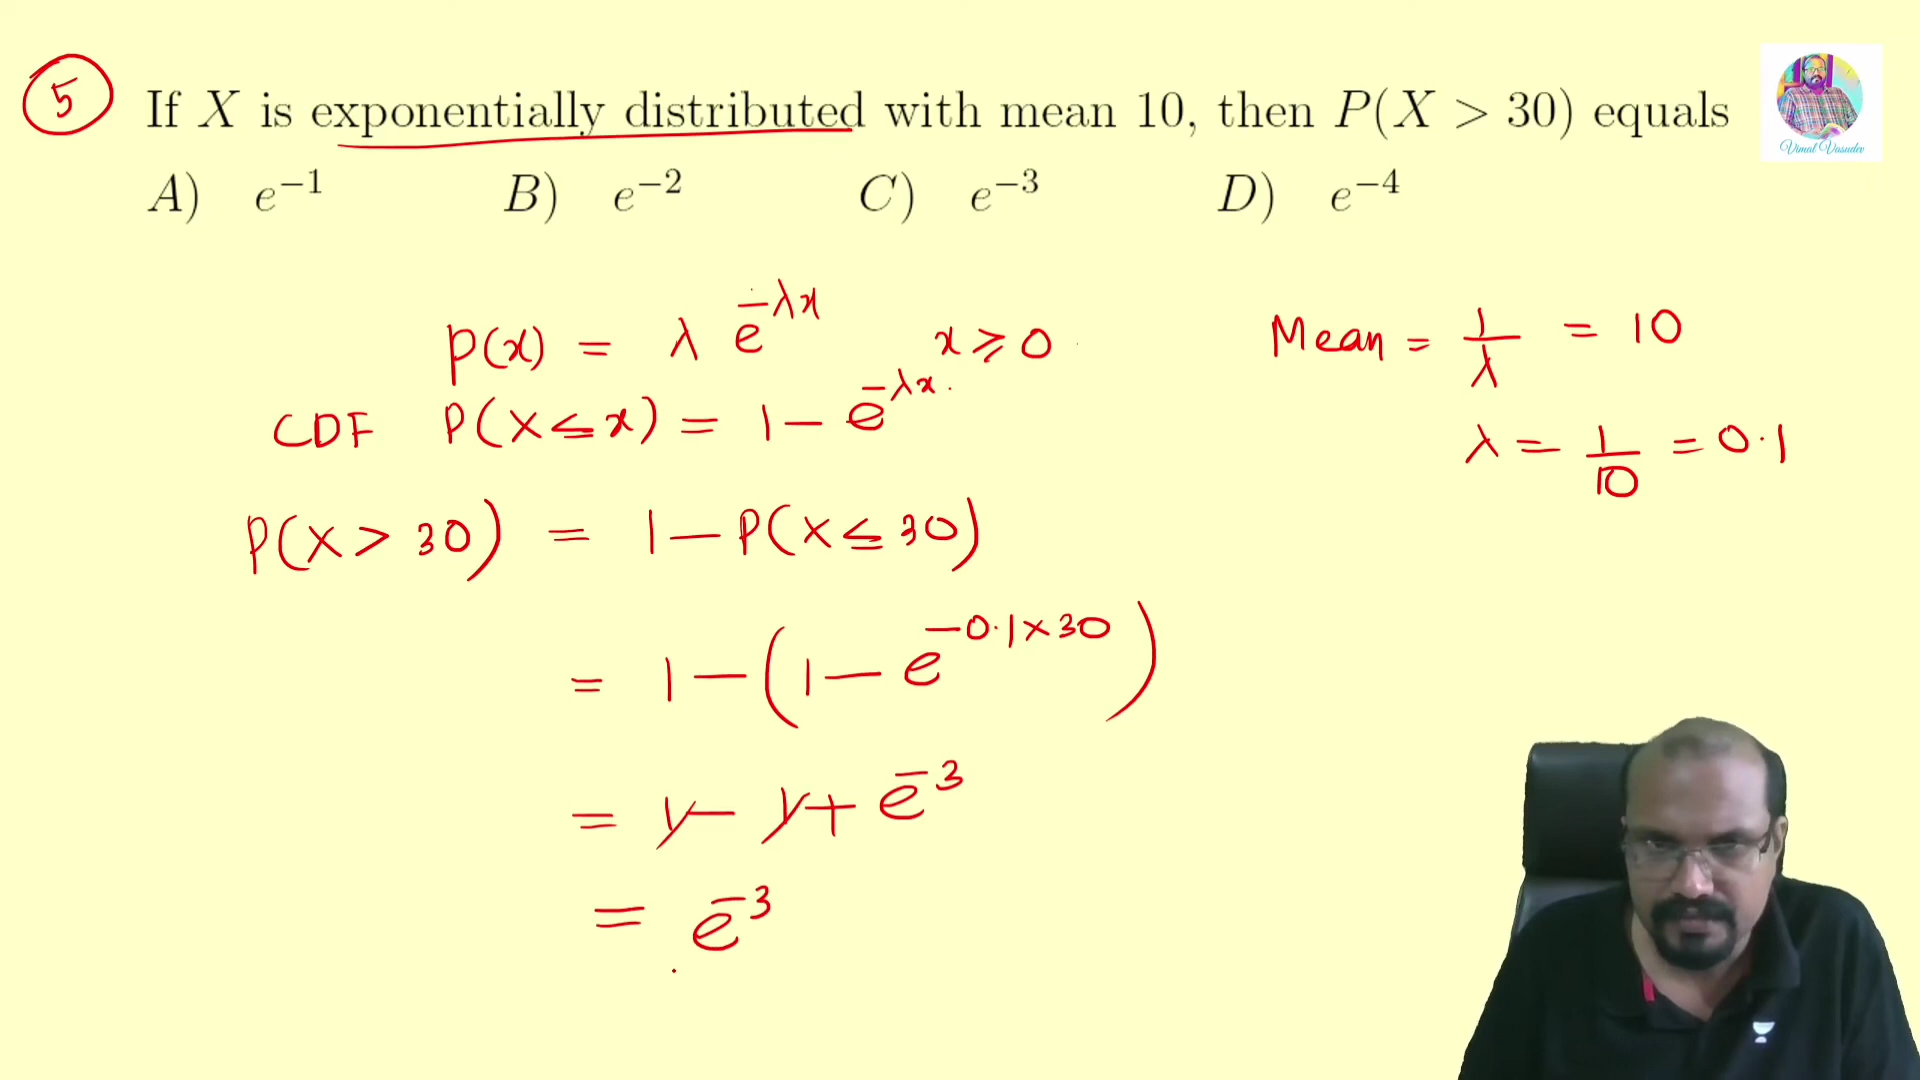 5 If X is exponentially distributed with mean 10, then P(X > 30) equals
Vimal Vasudev
A) e⁻¹ B) e⁻² C) e⁻³ D) e⁻⁴
p(x) = λ e^{-λx} x ⩾ 0
Mean = 1/λ = 10
CDF P(X ≤ x) = 1 - e^{-λx}
λ = 1/10 = 0.1
P(X > 30) = 1 - P(X ≤ 30)
= 1 - (1 - e^{-0.1×30})
= 1 - 1 + e^{-3}
= e^{-3}